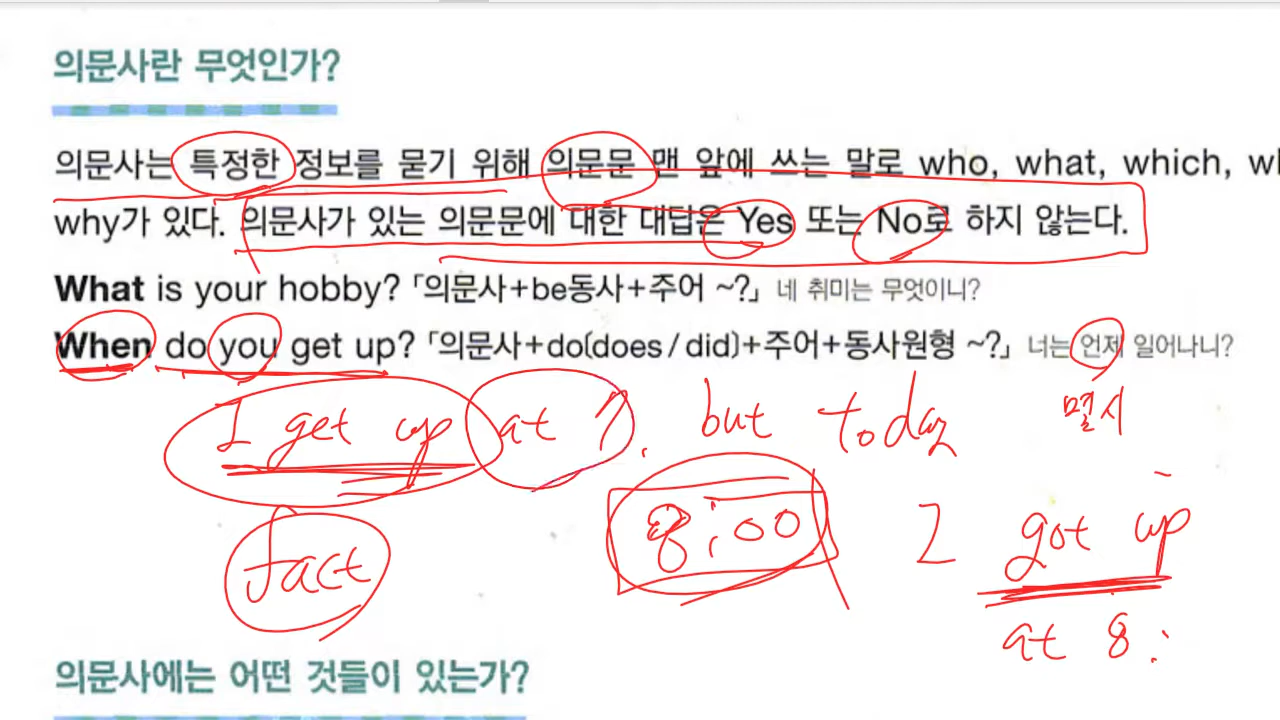 의문사란 무엇인가?
의문사는 특정한 정보를 묻기 위해 의문문 맨 앞에 쓰는 말로 who, what, which,
why가 있다. 의문사가 있는 의문문에 대한 대답은 Yes 또는 No로 하지 않는다.
What is your hobby? 「의문사+be동사+주어 ~?」 네 취미는 무엇이니?
When do you get up? 「의문사+do(does/did)+주어+동사원형 ~?」 너는 언제 일어나니?
I get up at 7. but today
몇시
8:00 I got up
fact
at 8:
의문사에는 어떤 것들이 있는가?